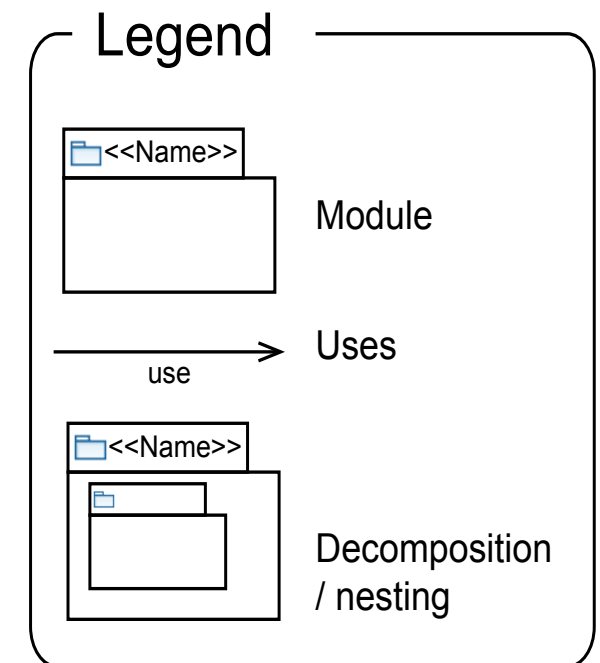 Legend
<<Name>>
Module
Uses
use
<<Name>>
Decomposition
/ nesting